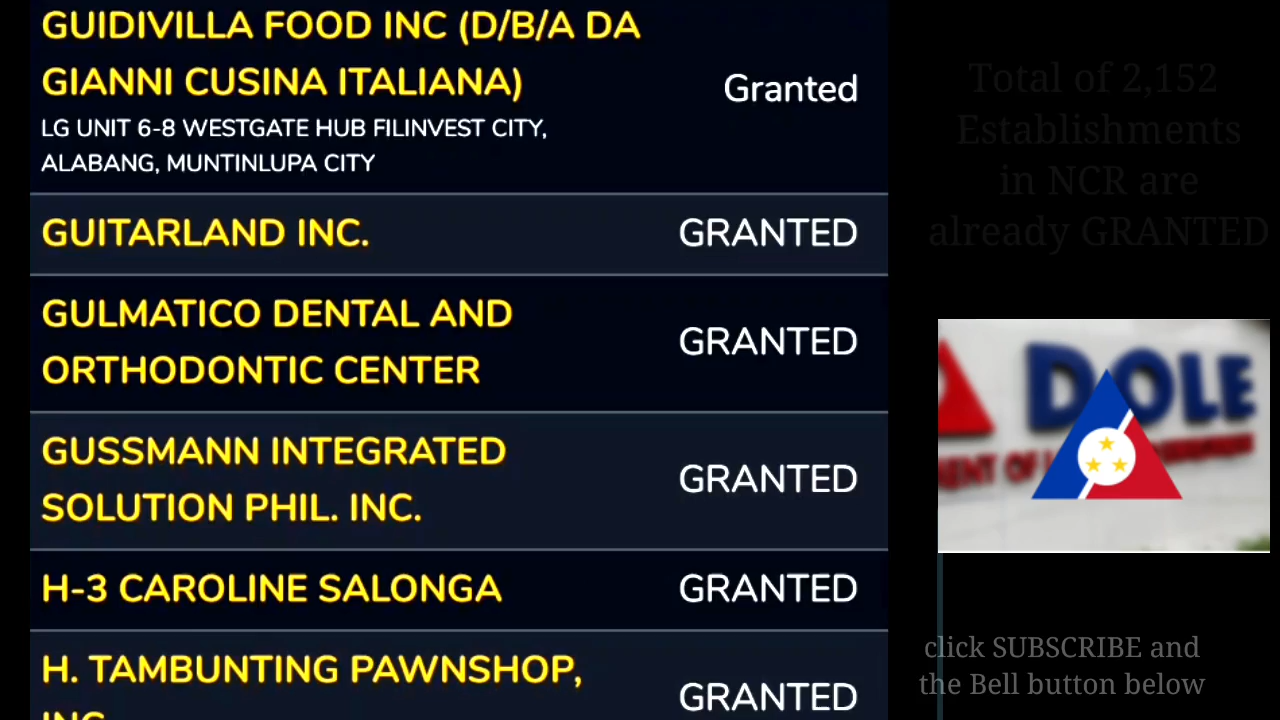 GUIDIVILLA FOOD INC (D/B/A DA
GIANNI CUSINA ITALIANA)
LG UNIT 6-8 WESTGATE HUB FILINVEST CITY,
ALABANG, MUNTINLUPA CITY
Granted
GUITARLAND INC.
GRANTED
GULMATICO DENTAL AND
ORTHODONTIC CENTER
GRANTED
GUSSMANN INTEGRATED
SOLUTION PHIL. INC.
GRANTED
H-3 CAROLINE SALONGA
GRANTED
H. TAMBUNTING PAWNSHOP,
INC.
GRANTED
Total of 2,152
Establishments
in NCR are
already GRANTED
DOLE
click SUBSCRIBE and
the Bell button below